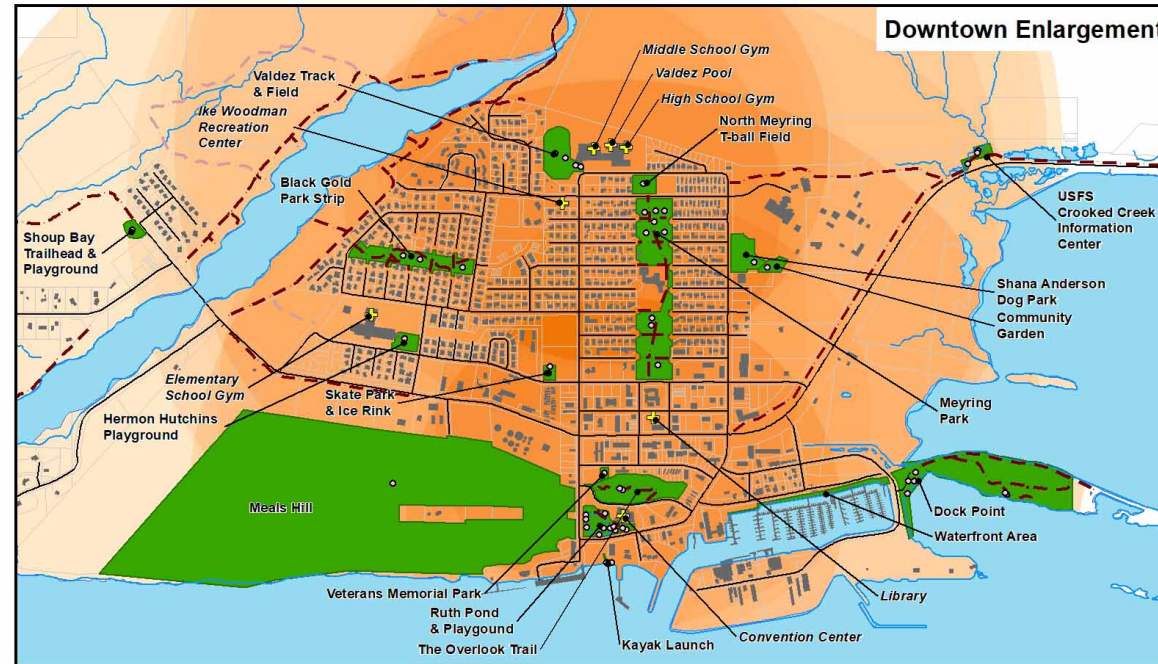 Downtown Enlargement
Middle School Gym
Valdez Pool
High School Gym
North Meyring
T-ball Field
Valdez Track
& Field
Ike Woodman
Recreation
Center
Black Gold
Park Strip
Shoup Bay
Trailhead &
Playground
USFS
Crooked Creek
Information
Center
Shana Anderson
Dog Park
Community
Garden
Elementary
School Gym
Hermon Hutchins
Playground
Skate Park
& Ice Rink
Meyring
Park
Meals Hill
Dock Point
Waterfront Area
Veterans Memorial Park
Ruth Pond
& Playgound
The Overlook Trail
Kayak Launch
Convention Center
Library